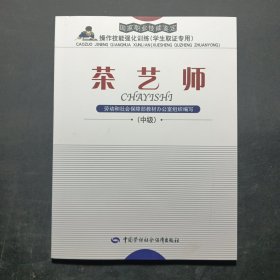 操作技能强化训练(学生取证专用)
CAOZUO JINENG QIANGHUA XUNLIAN(XUESHENG QUZHENG ZHUANYONG)
茶艺师
CHAYISHI
劳动和社会保障部教材办公室组织编写
(中级)
中国劳动社会保障出版社